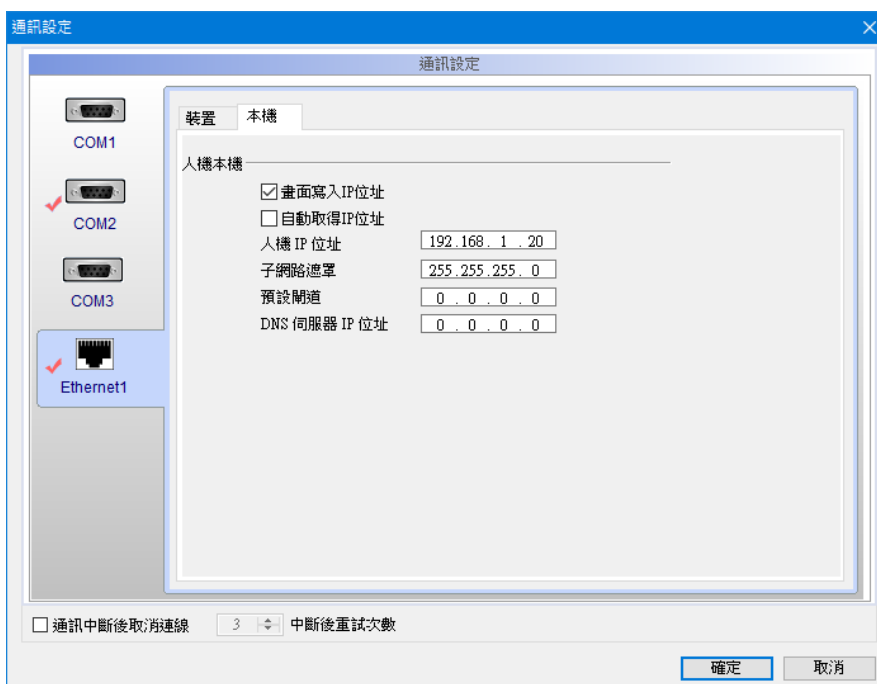 通訊設定
通訊設定
COM1
COM2
COM3
Ethernet1
裝置 本機
人機本機
畫面寫入IP位址
自動取得IP位址
人機 IP 位址 192.168. 1 . 20
子網路遮罩 255.255.255. 0
預設閘道 0 . 0 . 0 . 0
DNS 伺服器 IP 位址 0 . 0 . 0 . 0
通訊中斷後取消連線 3 中斷後重試次數
確定 取消